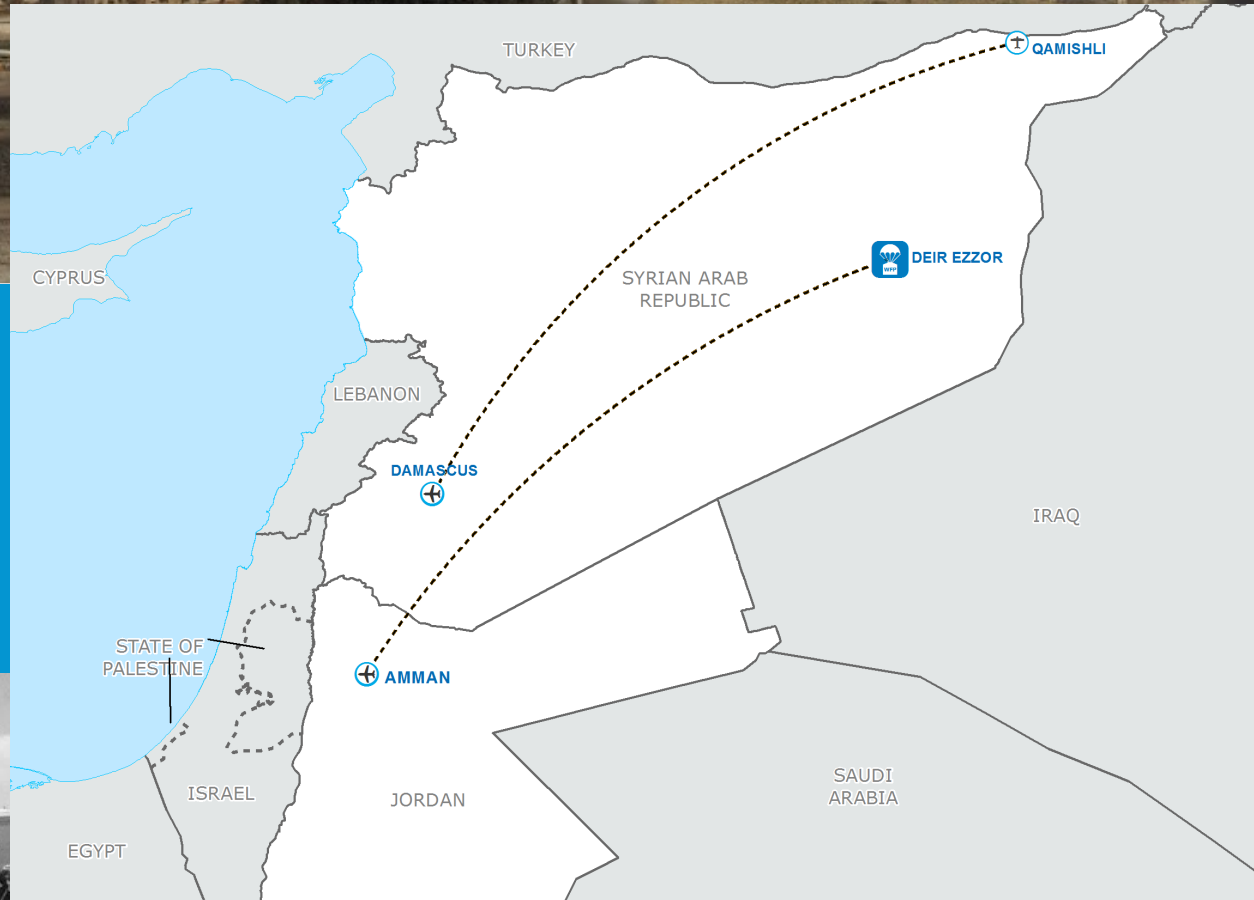 TURKEY
QAMISHLI
DEIR EZZOR
WFP
CYPRUS
SYRIAN ARAB
REPUBLIC
LEBANON
DAMASCUS
IRAQ
STATE OF
PALESTINE
AMMAN
ISRAEL
JORDAN
SAUDI
ARABIA
EGYPT